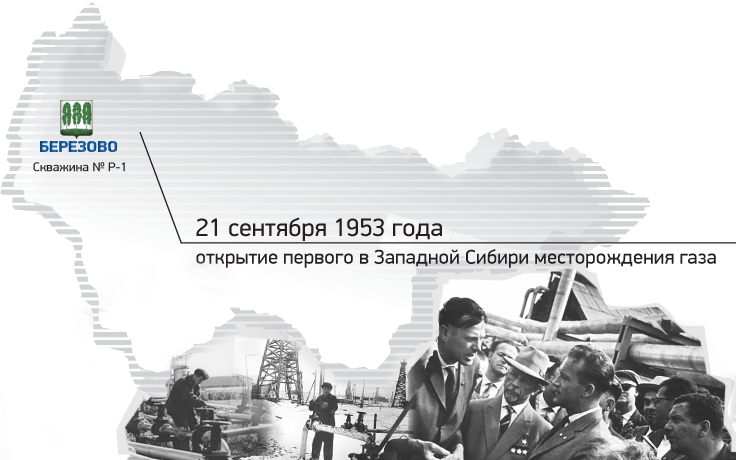 БЕРЕЗОВО
Скважина № Р-1
21 сентября 1953 года
открытие первого в Западной Сибири месторождения газа